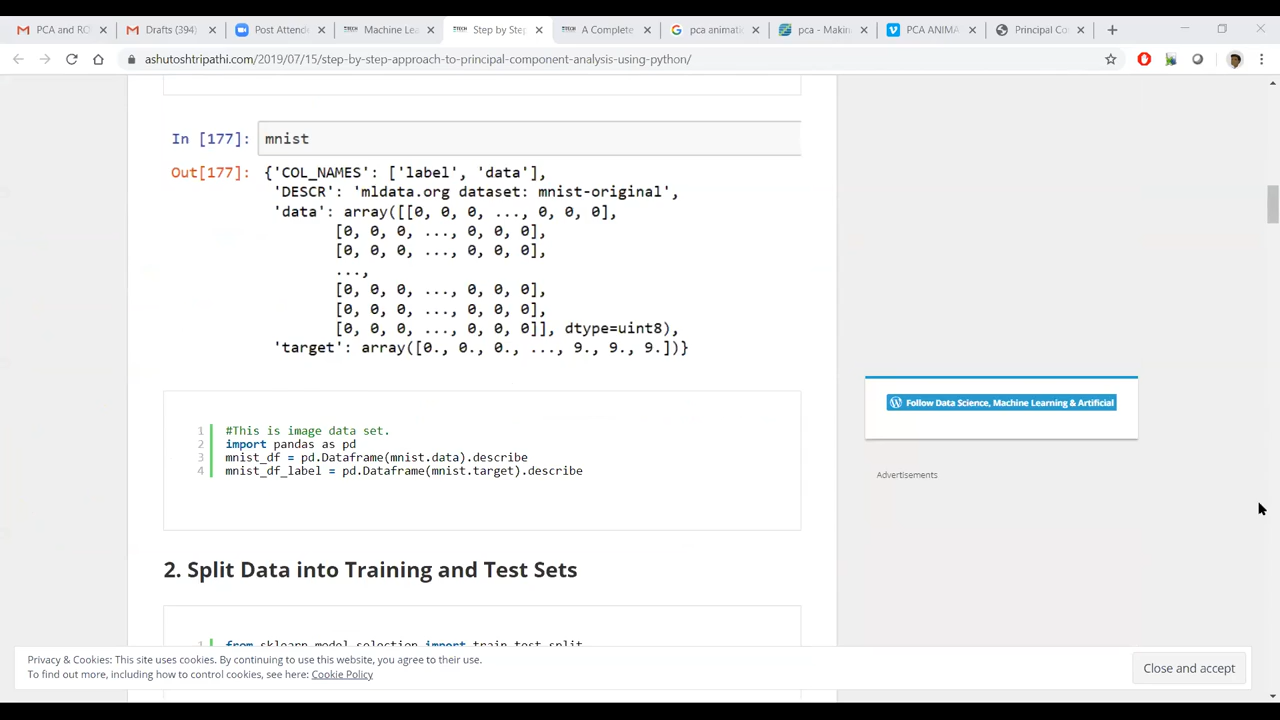 PCA and RO
Drafts (394)
Post Attend
Machine Lea
Step by Step
A Complete
pca animati
pca - Makin
PCA ANIMA
Principal Co
ashutoshtripathi.com/2019/07/15/step-by-step-approach-to-principal-component-analysis-using-python/
In [177]: mnist
Out[177]: {'COL_NAMES': ['label', 'data'],
'DESCR': 'mldata.org dataset: mnist-original',
'data': array([[0, 0, 0, ..., 0, 0, 0],
[0, 0, 0, ..., 0, 0, 0],
[0, 0, 0, ..., 0, 0, 0],
...,
[0, 0, 0, ..., 0, 0, 0],
[0, 0, 0, ..., 0, 0, 0],
[0, 0, 0, ..., 0, 0, 0]], dtype=uint8),
'target': array([0., 0., 0., ..., 9., 9., 9.])}
1 #This is image data set.
2 import pandas as pd
3 mnist_df = pd.Dataframe(mnist.data).describe
4 mnist_df_label = pd.Dataframe(mnist.target).describe
Follow Data Science, Machine Learning & Artificial
Advertisements
2. Split Data into Training and Test Sets
1 from sklearn.model_selection import train_test_split
Privacy & Cookies: This site uses cookies. By continuing to use this website, you agree to their use.
To find out more, including how to control cookies, see here: Cookie Policy
Close and accept